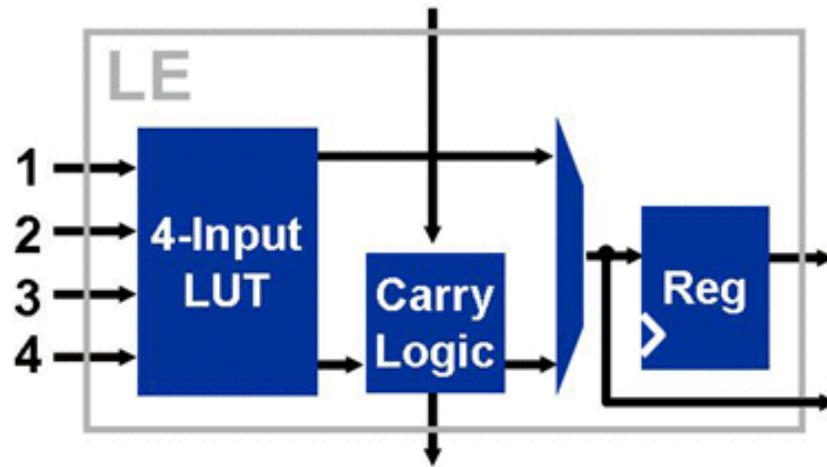 LE
1
2
3
4
4-Input
LUT
Carry
Logic
Reg